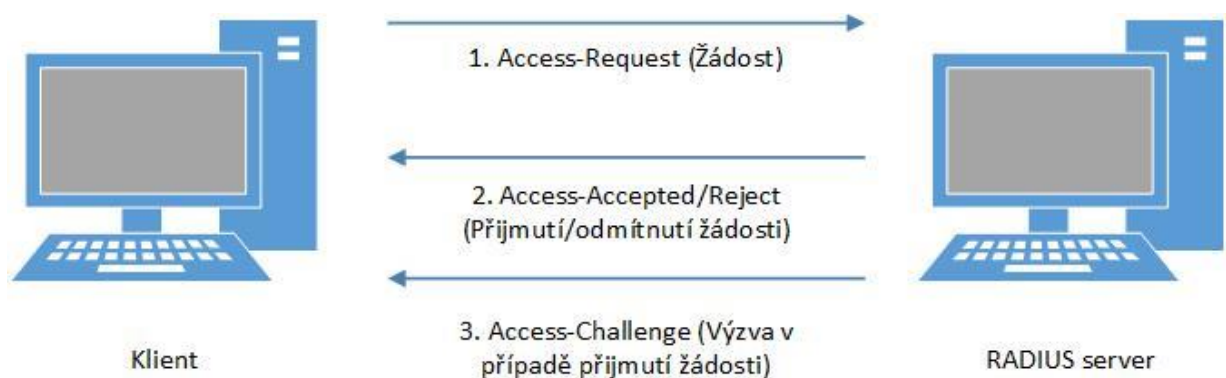 1. Access-Request (Žádost)
2. Access-Accepted/Reject
(Přijmutí/odmítnutí žádosti)
3. Access-Challenge (Výzva v
případě přijmutí žádosti)
Klient
RADIUS server